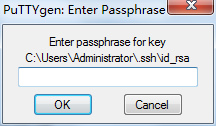 PuTTYgen: Enter Passphrase
Enter passphrase for key
C:\Users\Administrator\.ssh\id_rsa
OK
Cancel